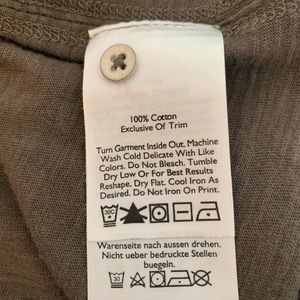 100% Cotton
Exclusive Of Trim
Turn Garment Inside Out. Machine
Wash Cold Delicate With Like
Colors. Do Not Bleach. Tumble
Dry Low Or For Best Results
Reshape, Dry Flat. Cool Iron As
Desired. Do Not Iron On Print.
30C
Warenseite nach aussen drehen.
Nicht ueber bedruckte Stellen
buegeln.
30